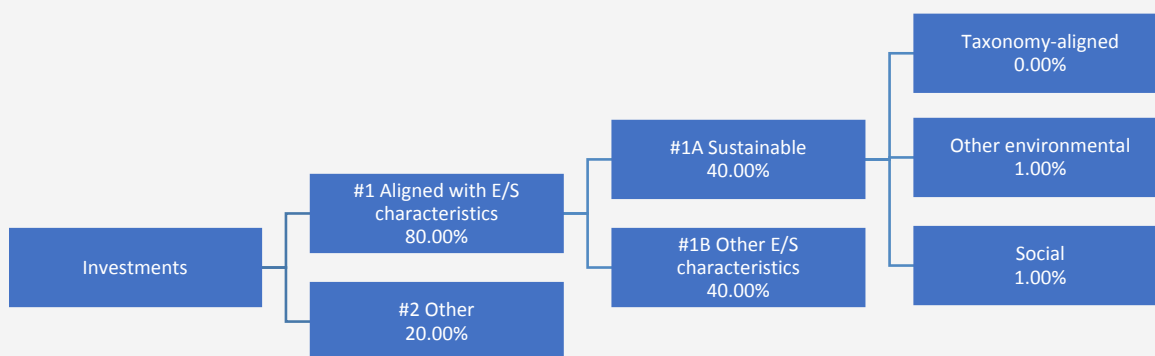 Investments
#1 Aligned with E/S
characteristics
80.00%
#2 Other
20.00%
#1A Sustainable
40.00%
#1B Other E/S
characteristics
40.00%
Taxonomy-aligned
0.00%
Other environmental
1.00%
Social
1.00%